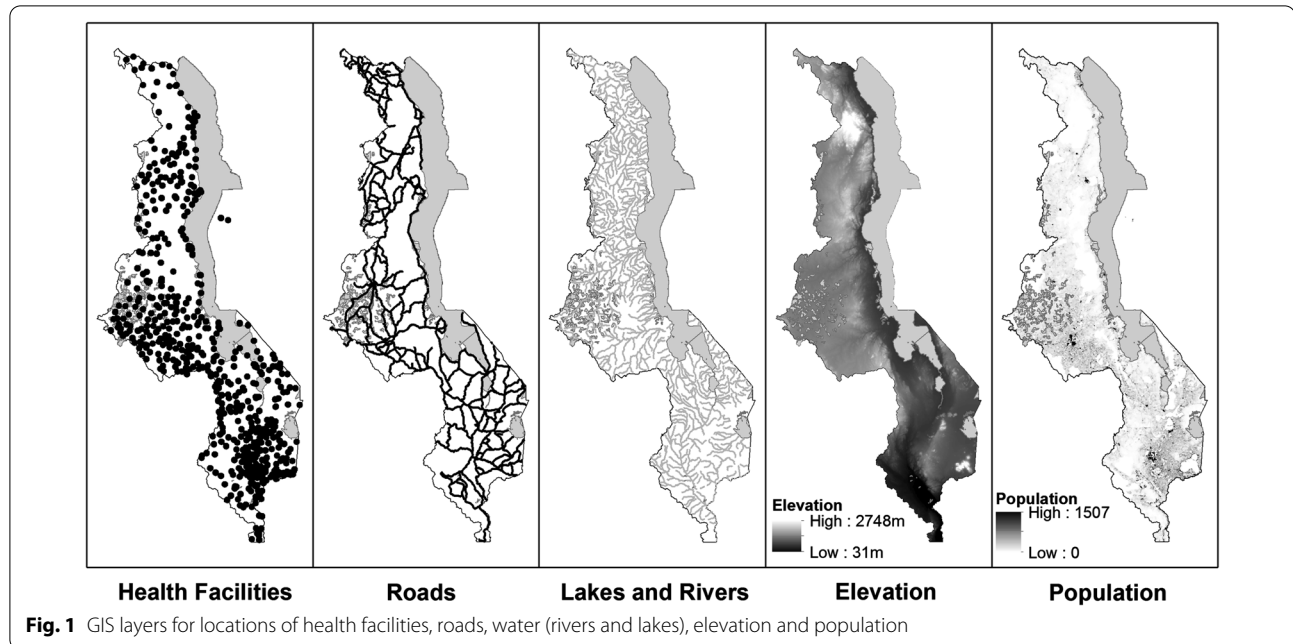 Elevation
High : 2748m
Low : 31m
Population
High : 1507
Low : 0
Health Facilities
Roads
Lakes and Rivers
Elevation
Population
Fig. 1 GIS layers for locations of health facilities, roads, water (rivers and lakes), elevation and population